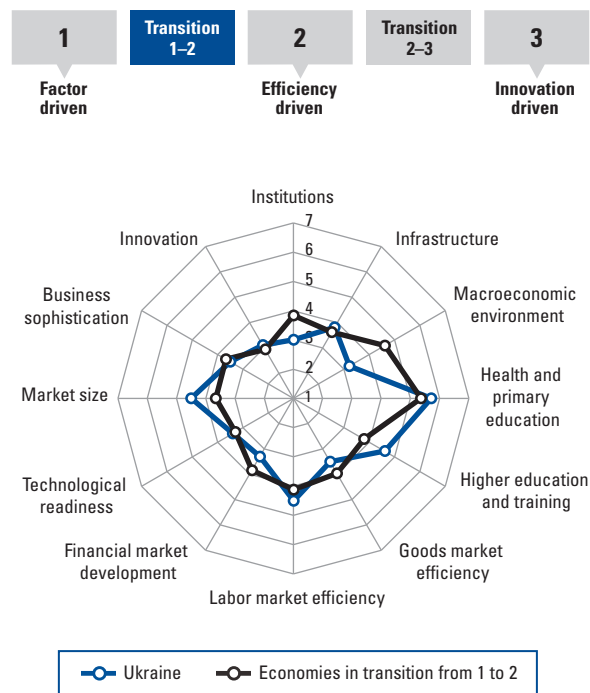 1
Transition
1–2
2
Transition
2–3
3
Factor
driven
Efficiency
driven
Innovation
driven
Institutions
Infrastructure
Macroeconomic
environment
Health and
primary
education
Higher education
and training
Goods market
efficiency
Labor market efficiency
Financial market
development
Technological
readiness
Market size
Business
sophistication
Innovation
7
6
5
4
3
2
1
Ukraine
Economies in transition from 1 to 2